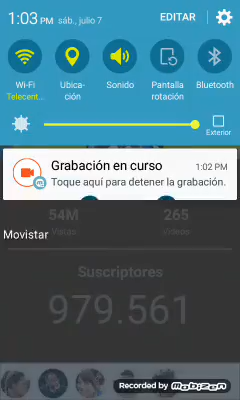 1:03 PM sáb., julio 7 EDITAR
Wi-Fi Ubica- Sonido Pantalla Bluetooth
Telecent... ción rotación
Exterior
Grabación en curso 1:02 PM
Toque aquí para detener la grabación.
54M 265
Vistas Videos
Movistar
Suscriptores
979.561
Recorded by Mobizen